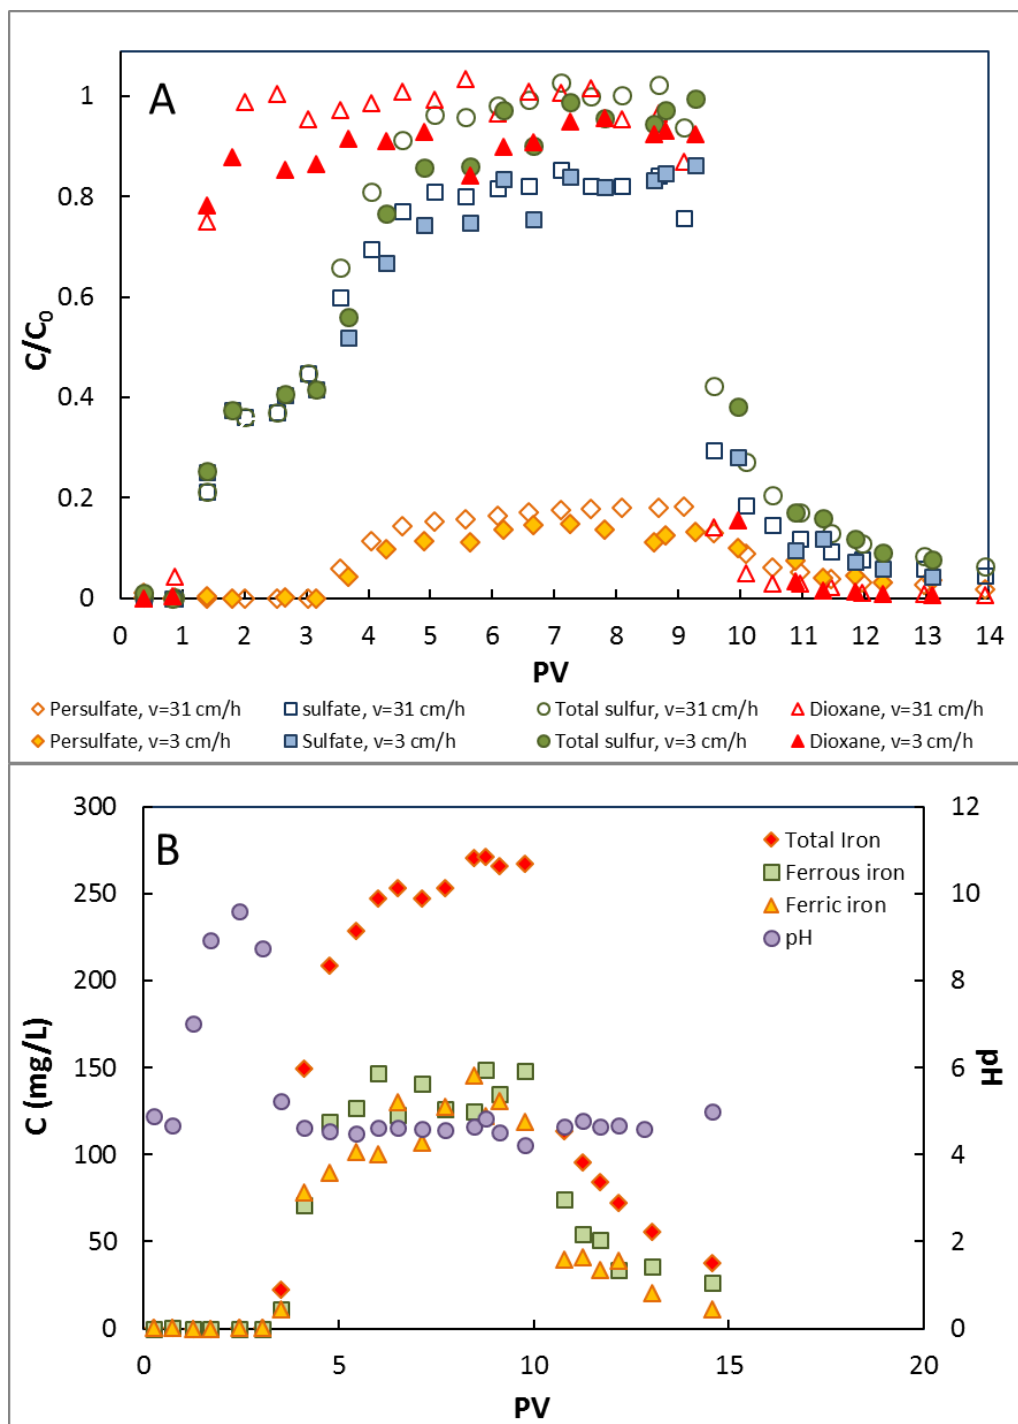 A
1
0.8
0.6
0.4
0.2
0
C/C0
0 1 2 3 4 5 6 7 8 9 10 11 12 13 14
PV
Persulfate, v=31 cm/h sulfate, v=31 cm/h Total sulfur, v=31 cm/h Dioxane, v=31 cm/h
Persulfate, v=3 cm/h Sulfate, v=3 cm/h Total sulfur, v=3 cm/h Dioxane, v=3 cm/h
B
300
250
200
150
100
50
0
C (mg/L)
Total Iron
Ferrous iron
Ferric iron
pH
12
10
8
6
4
2
0
pH
0 5 10 15 20
PV